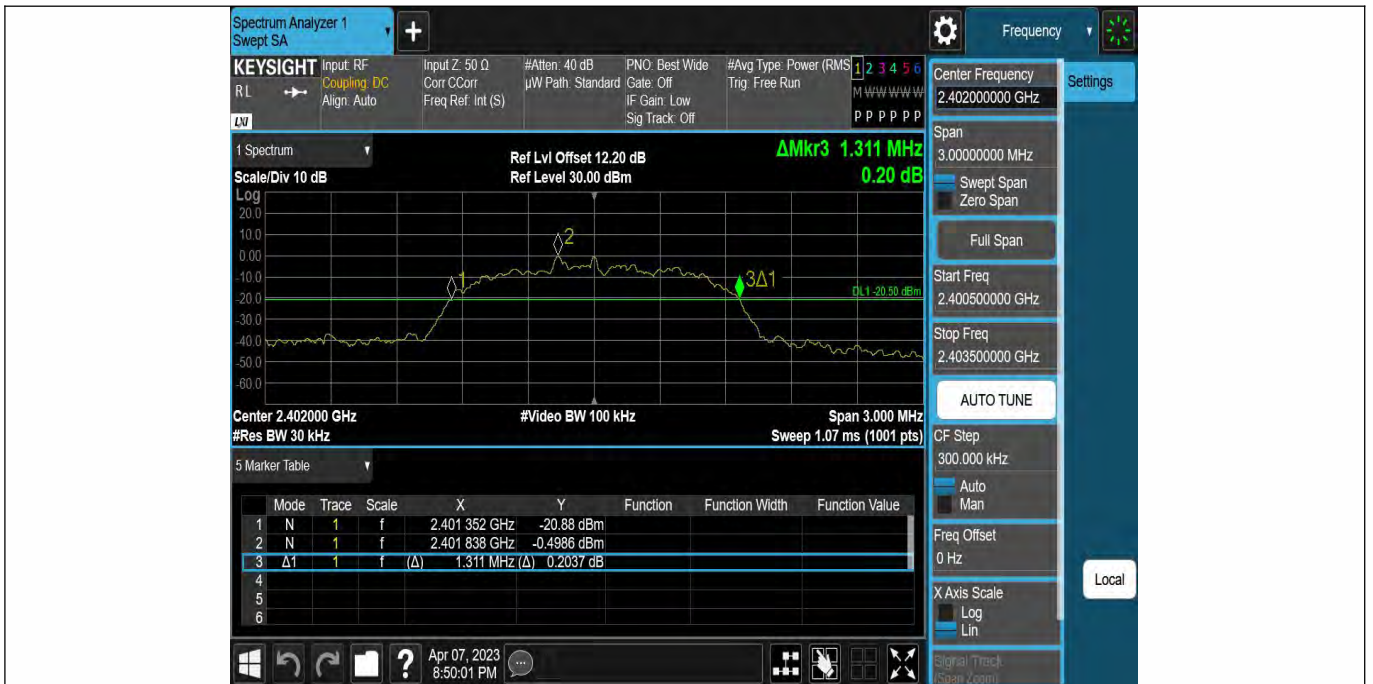 Spectrum Analyzer 1
Swept SA
+
Frequency
KEYSIGHT
RL
LXI
Input: RF
Coupling: DC
Align: Auto
Input Z: 50 Ω
Corr CCorr
Freq Ref: Int (S)
#Atten: 40 dB
µW Path: Standard
PNO: Best Wide
Gate: Off
IF Gain: Low
Sig Track: Off
#Avg Type: Power (RMS
Trig: Free Run
1 2 3 4 5 6
M W W W W W
P P P P P P
Center Frequency
2.402000000 GHz
Settings
Span
3.00000000 MHz
Swept Span
Zero Span
Full Span
Start Freq
2.400500000 GHz
Stop Freq
2.403500000 GHz
AUTO TUNE
CF Step
300.000 kHz
Auto
Man
Freq Offset
0 Hz
X Axis Scale
Log
Lin
Signal Track
(Span Zoom)
Local
1 Spectrum
Scale/Div 10 dB
Ref Lvl Offset 12.20 dB
Ref Level 30.00 dBm
ΔMkr3 1.311 MHz
0.20 dB
Log
20.0
10.0
0.00
-10.0
-20.0
-30.0
-40.0
-50.0
-60.0
1
2
3Δ1
DL1 -20.50 dBm
Center 2.402000 GHz
#Res BW 30 kHz
#Video BW 100 kHz
Span 3.000 MHz
Sweep 1.07 ms (1001 pts)
5 Marker Table
Mode Trace Scale X Y Function Function Width Function Value
1 N 1 f 2.401 352 GHz -20.88 dBm
2 N 1 f 2.401 838 GHz -0.4986 dBm
3 Δ1 1 f (Δ) 1.311 MHz (Δ) 0.2037 dB
4
5
6
?
Apr 07, 2023
8:50:01 PM